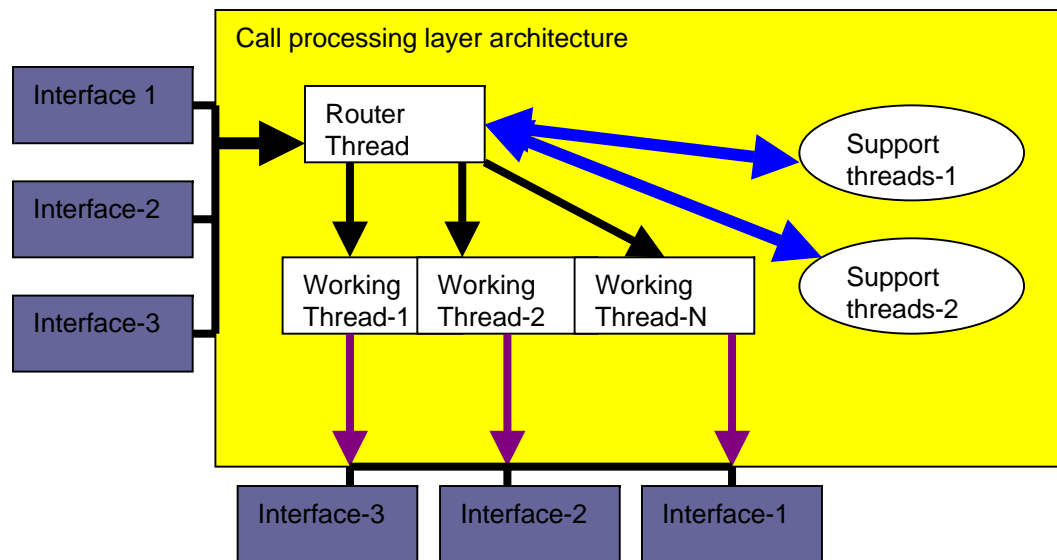 Call processing layer architecture
Interface 1
Interface-2
Interface-3
Router
Thread
Support
threads-1
Support
threads-2
Working
Thread-1
Working
Thread-2
Working
Thread-N
Interface-3
Interface-2
Interface-1